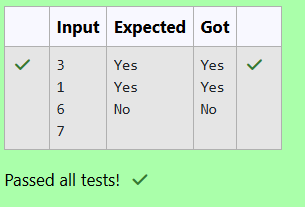 Input Expected Got
3 Yes Yes
1 Yes Yes
6 No No
7
Passed all tests!